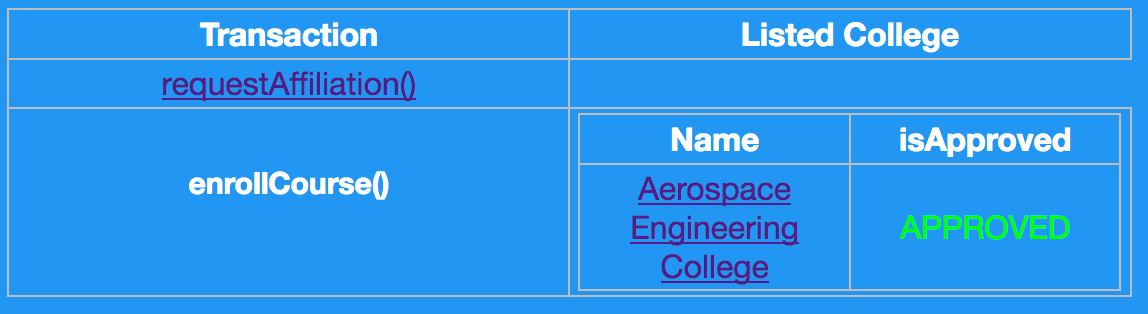 Transaction Listed College
requestAffiliation()
Name isApproved
enrollCourse()
Aerospace
Engineering
College
APPROVED